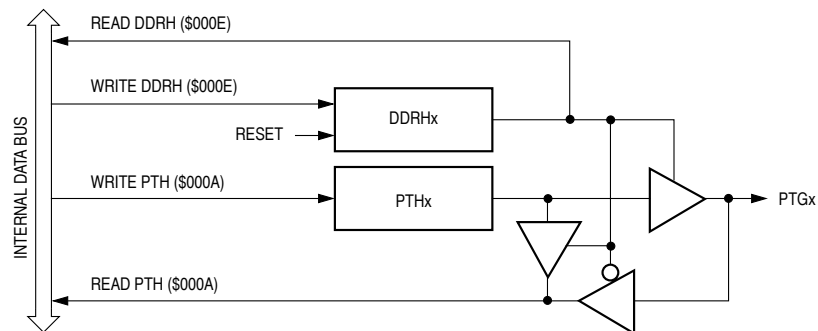 READ DDRH ($000E)
WRITE DDRH ($000E)
DDRHx
RESET
WRITE PTH ($000A)
PTHx
PTGx
READ PTH ($000A)
INTERNAL DATA BUS